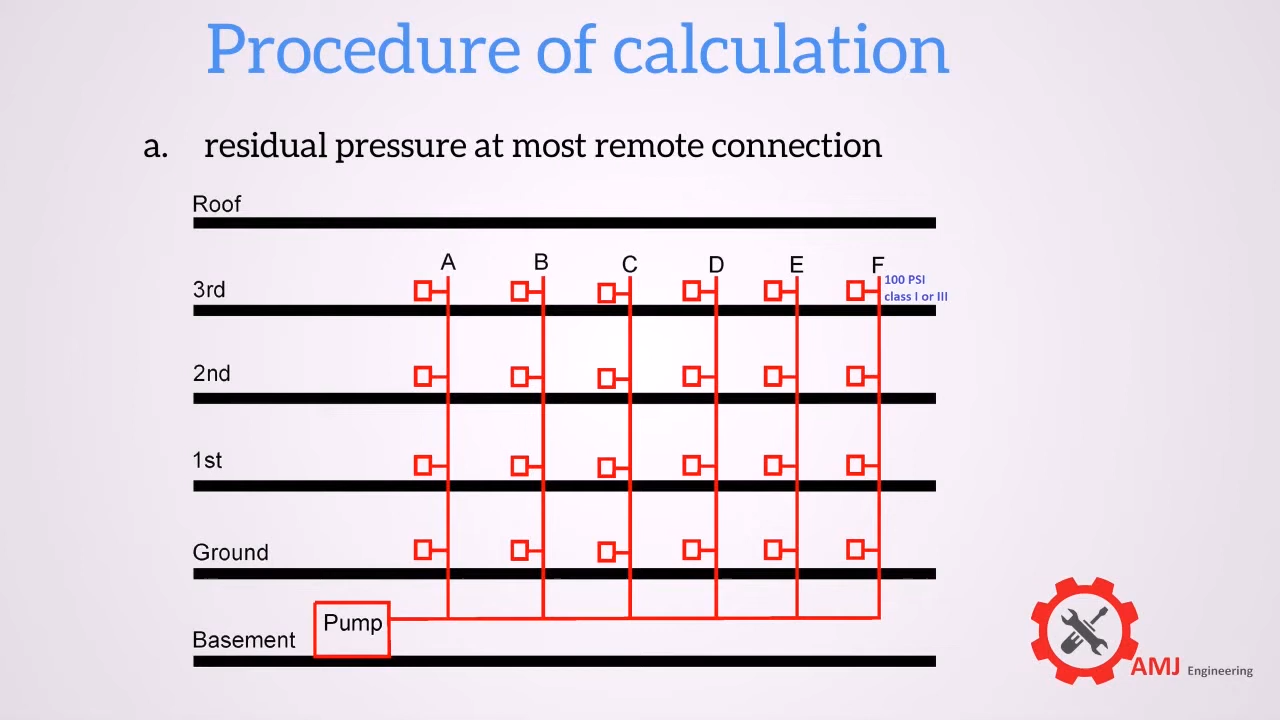 Procedure of calculation
a. residual pressure at most remote connection
Roof
A B C D E F
100 PSI
class I or III
3rd
2nd
1st
Ground
Pump
Basement
AMJ Engineering